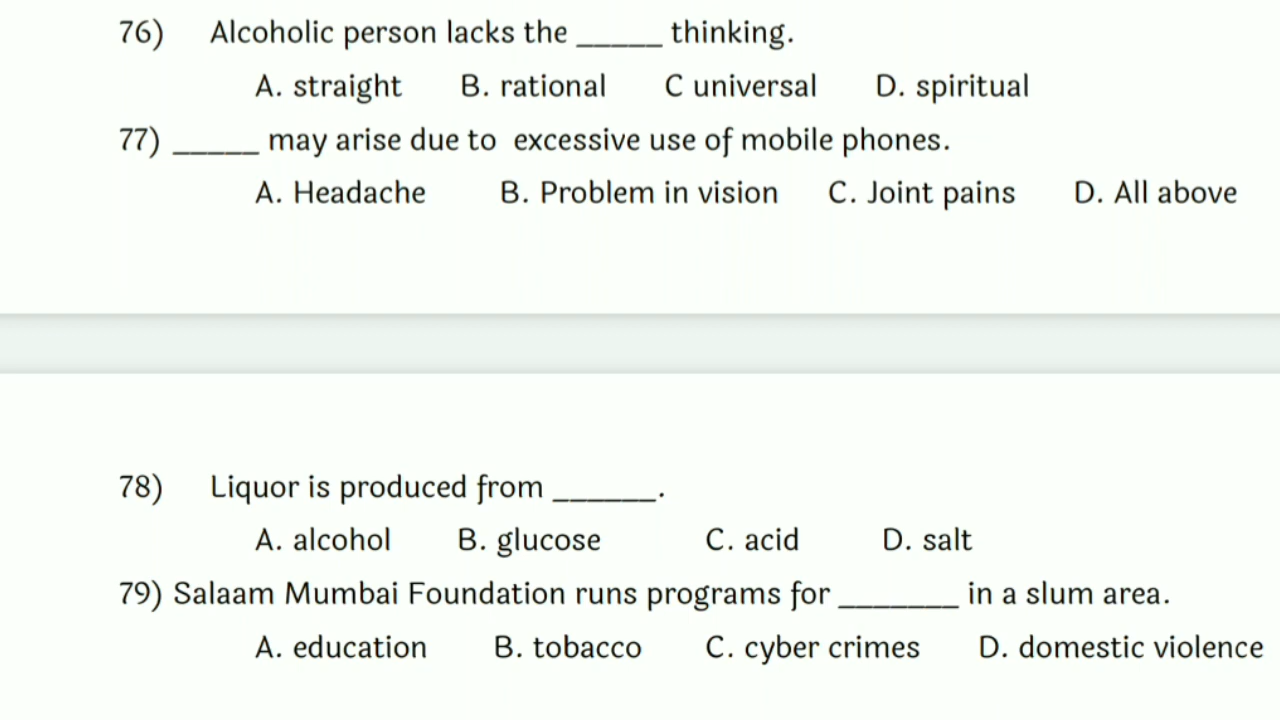 76) Alcoholic person lacks the _____ thinking.
A. straight B. rational C universal D. spiritual
77) _____ may arise due to excessive use of mobile phones.
A. Headache B. Problem in vision C. Joint pains D. All above
78) Liquor is produced from ______.
A. alcohol B. glucose C. acid D. salt
79) Salaam Mumbai Foundation runs programs for _______ in a slum area.
A. education B. tobacco C. cyber crimes D. domestic violence